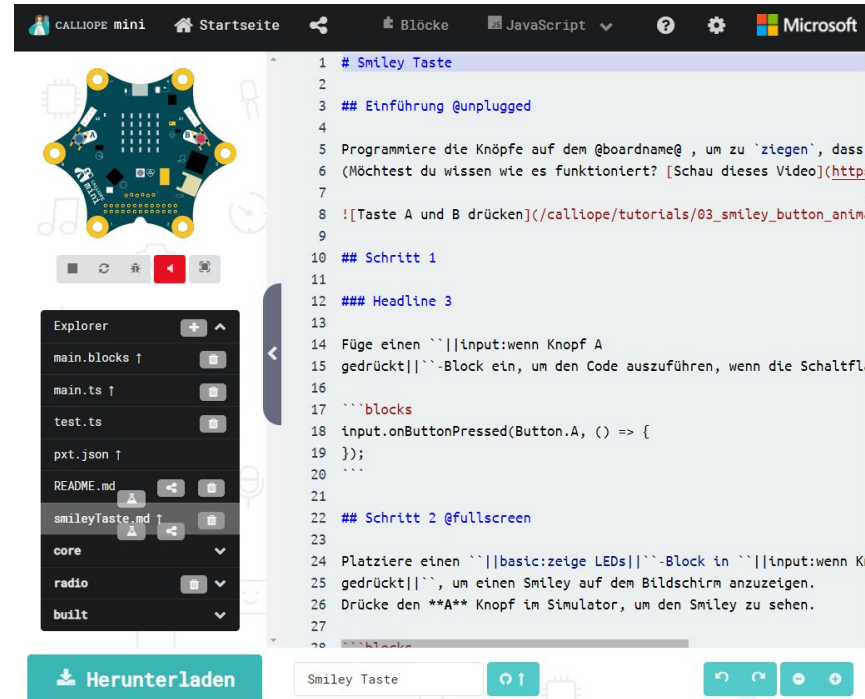 CALLIOPE mini Startseite Blöcke JavaScript Microsoft
A B
CALLIOPE
mini
Explorer
main.blocks ↑
main.ts ↑
test.ts
pxt.json ↑
README.md
smileyTaste.md ↑
core
radio
built
1 # Smiley Taste
2
3 ## Einführung @unplugged
4
5 Programmiere die Knöpfe auf dem @boardname@ , um zu `ziegen`, dass
6 (Möchtest du wissen wie es funktioniert? [Schau dieses Video](http
7
8 ![Taste A und B drücken](/calliope/tutorials/03_smiley_button_anim
9
10 ## Schritt 1
11
12 ### Headline 3
13
14 Füge einen ``||input:wenn Knopf A
15 gedrückt||``-Block ein, um den Code auszuführen, wenn die Schaltfl
16
17 ```blocks
18 input.onButtonPressed(Button.A, () => {
19 });
20 ```
21
22 ## Schritt 2 @fullscreen
23
24 Platziere einen ``||basic:zeige LEDs||``-Block in ``||input:wenn K
25 gedrückt||``, um einen Smiley auf dem Bildschirm anzuzeigen.
26 Drücke den **A** Knopf im Simulator, um den Smiley zu sehen.
27
28 ```blocks
Herunterladen
Smiley Taste